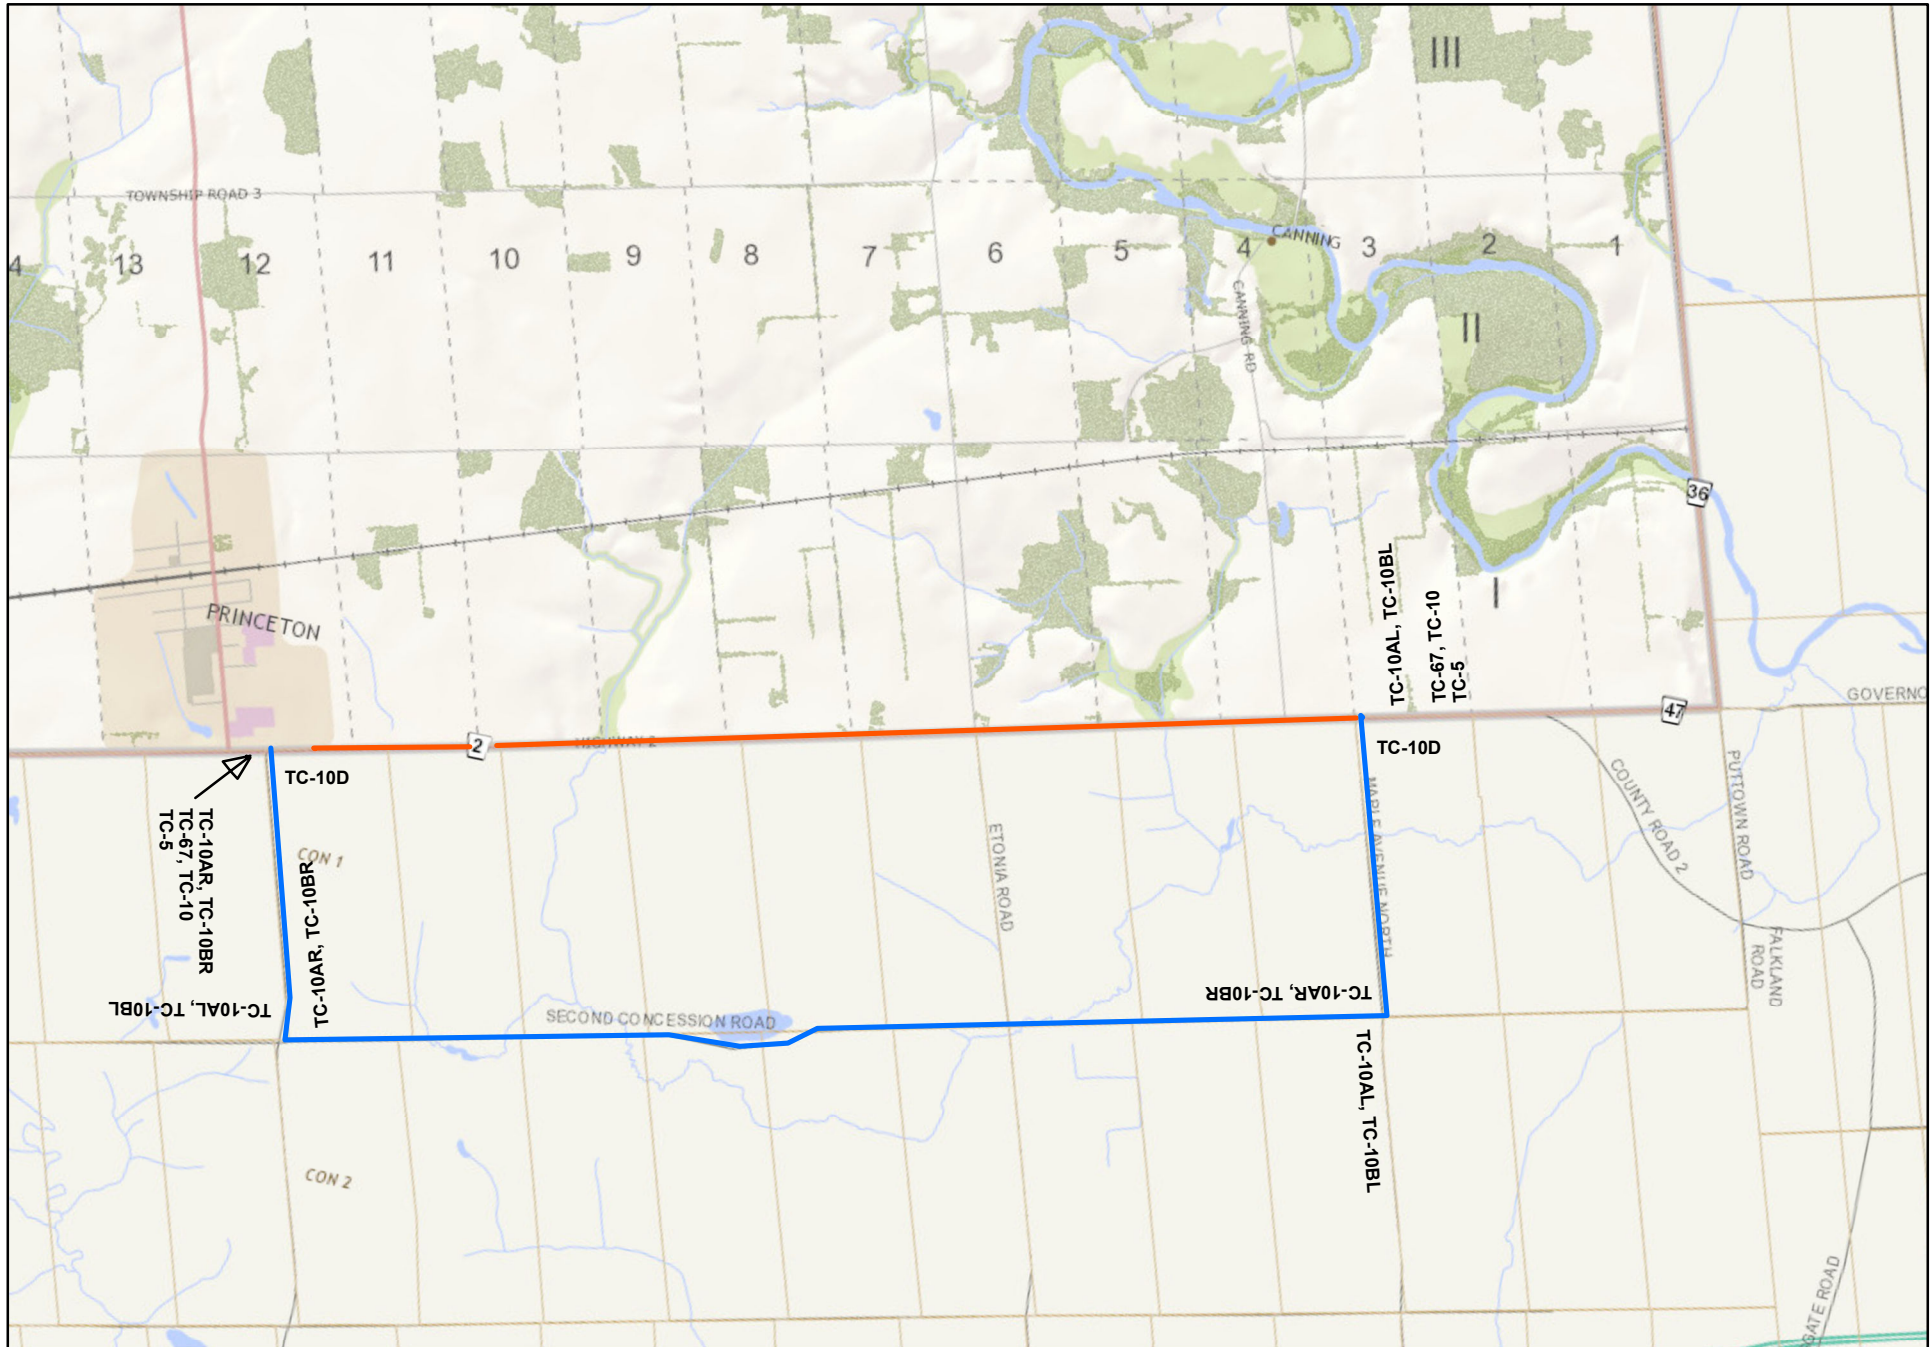 III
TOWNSHIP ROAD 3
4
13
12
11
10
9
8
7
6
5
4
CANNING
3
2
1
CANNING RD
II
36
PRINCETON
TC-10AL, TC-10BL
TC-67, TC-10
TC-5
I
47
GOVERNO
2
HIGHWAY 2
TC-10D
TC-10D
TC-10AR, TC-10BR
TC-67, TC-10
TC-5
CON 1
TC-10AR, TC-10BR
TC-10AL, TC-10BL
ETONIA ROAD
MAPLE AVENUE NORTH
COUNTY ROAD 2
PUTTOWN ROAD
FALKLAND
ROAD
TC-10AR, TC-10BR
SECOND CONCESSION ROAD
TC-10AL, TC-10BL
CON 2
GATE ROAD